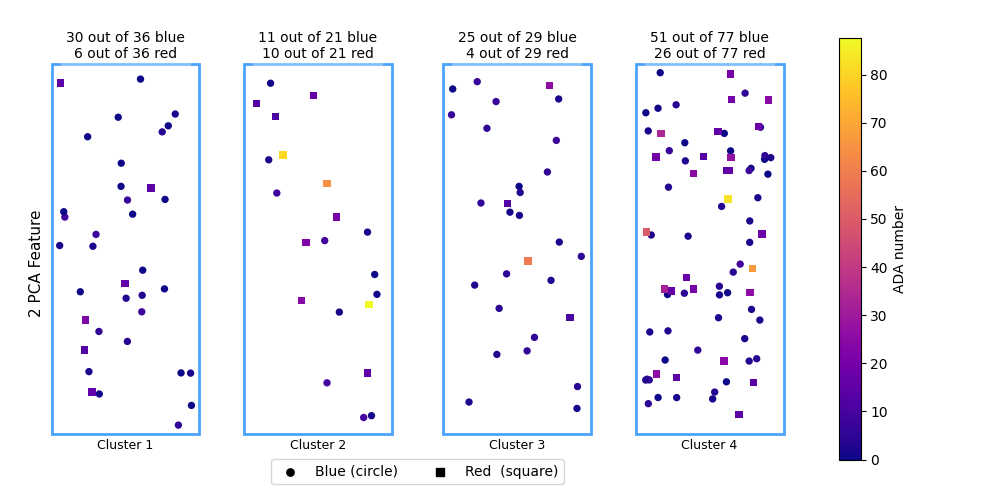 30 out of 36 blue
6 out of 36 red
11 out of 21 blue
10 out of 21 red
25 out of 29 blue
4 out of 29 red
51 out of 77 blue
26 out of 77 red
2 PCA Feature
Cluster 1
Cluster 2
Cluster 3
Cluster 4
80
70
60
50
40
30
20
10
0
ADA number
Blue (circle)
Red  (square)